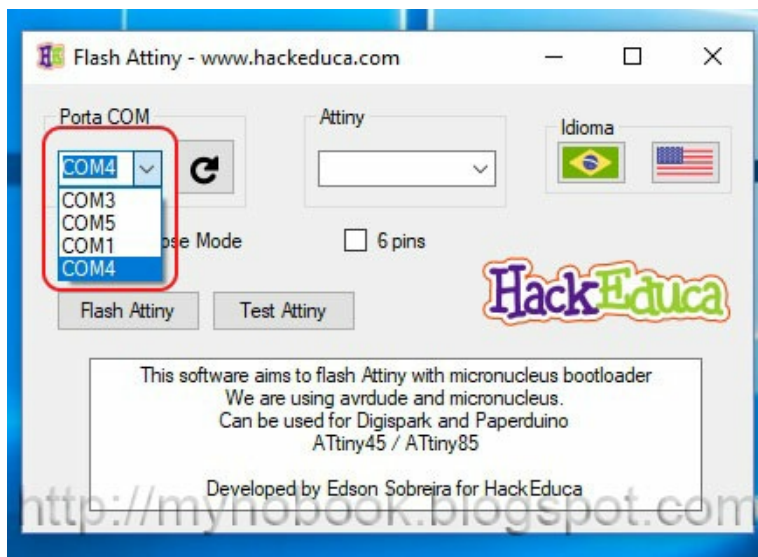 Flash Attiny - www.hackeduca.com
Porta COM
Attiny
Idioma
COM4
COM3
COM5
COM1
COM4
Mode
6 pins
HackEduca
Flash Attiny
Test Attiny
This software aims to flash Attiny with micronucleus bootloader
We are using avrdude and micronucleus.
Can be used for Digispark and Paperduino
ATtiny45 / ATtiny85
Developed by Edson Sobreira for HackEduca
http://mynobook.blogspot.com